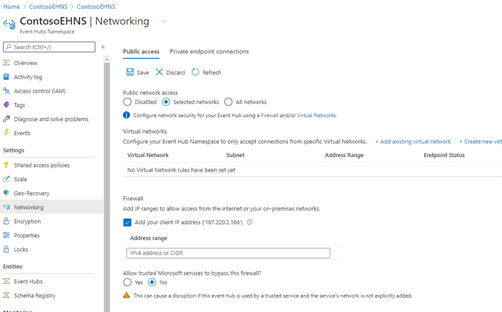 Home > ContosoEHNS > ContosoEHNS
ContosoEHNS | Networking ...
Event Hubs Namespace
Search (Ctrl+/)
«
Overview
Activity log
Access control (IAM)
Tags
Diagnose and solve problems
Events
Settings
Shared access policies
Scale
Geo-Recovery
Networking
Encryption
Properties
Locks
Entities
Event Hubs
Schema Registry
Public access Private endpoint connections
Save Discard Refresh
Public network access
Disabled Selected networks All networks
Configure network security for your Event Hub using a Firewall and/or Virtual Networks.
Virtual networks
Configure your Event Hub Namespace to only accept connections from specific Virtual Networks. + Add existing virtual network + Create new virt
Virtual Network Subnet Address Range Endpoint Status
No Virtual Network rules have been set yet
Firewall
Add IP ranges to allow access from the internet or your on-premises networks.
Add your client IP address ('167.220.2.166')
Address range
IPv4 address or CIDR
Allow trusted Microsoft services to bypass this firewall?
Yes No
This can cause a disruption if this event hub is used by a trusted service and the service's network is not explicitly added.